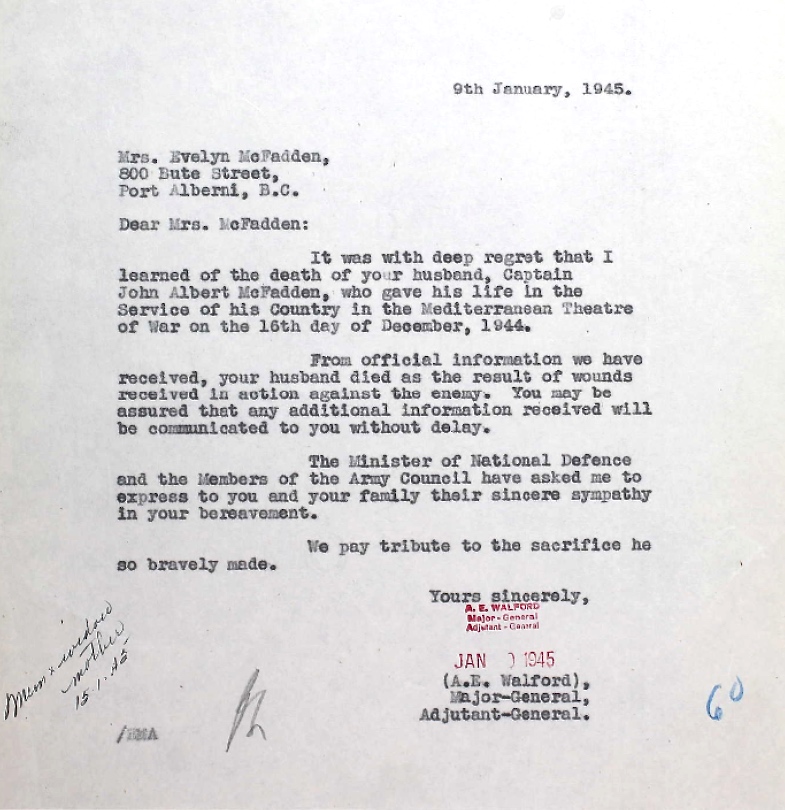 9th January, 1945.
Mrs. Evelyn McFadden,
800 Bute Street,
Port Alberni, B.C.
Dear Mrs. McFadden:
It was with deep regret that I
learned of the death of your husband, Captain
John Albert McFadden, who gave his life in the
Service of his Country in the Mediterranean Theatre
of War on the 16th day of December, 1944.
From official information we have
received, your husband died as the result of wounds
received in action against the enemy. You may be
assured that any additional information received will
be communicated to you without delay.
The Minister of National Defence
and the Members of the Army Council have asked me to
express to you and your family their sincere sympathy
in your bereavement.
We pay tribute to the sacrifice he
so bravely made.
Yours sincerely,
A. E. WALFORD
Major-General
Adjutant-General
JAN 1945
(A.E. Walford),
Major-General,
Adjutant-General.
Mem x widow
mother
15.1.45
60